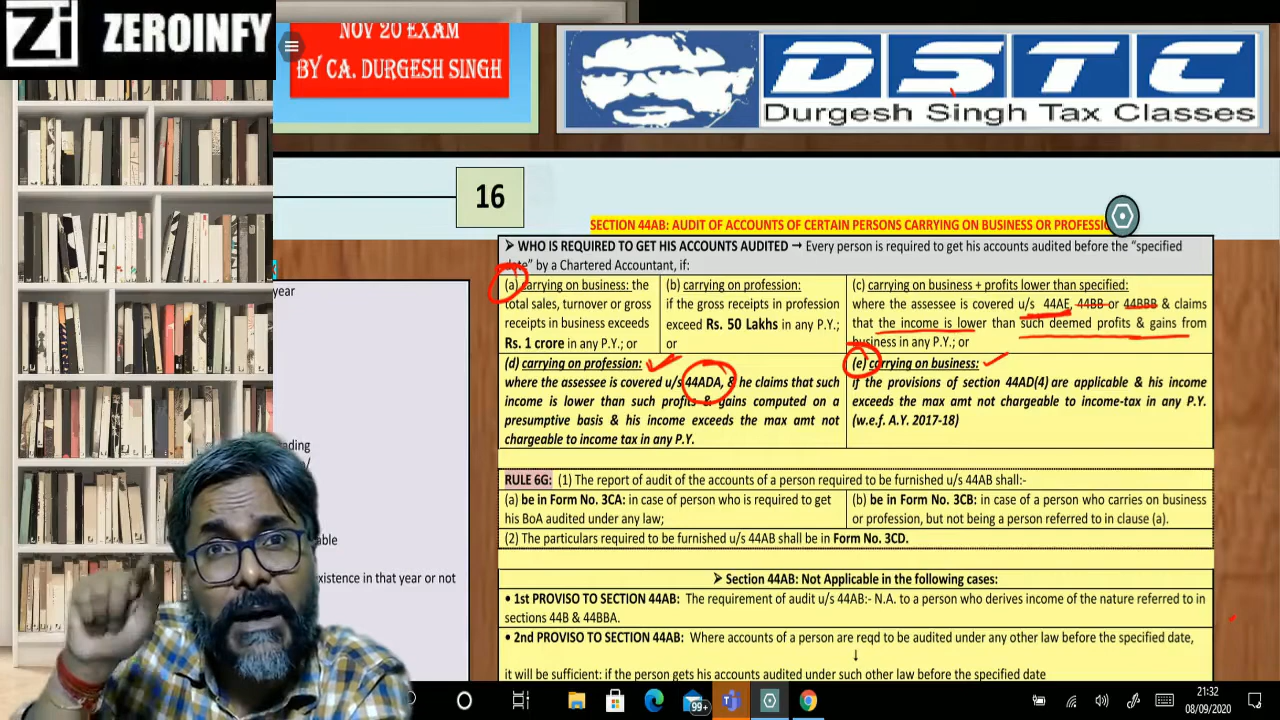 Zi ZEROINFY
NOV 20 EXAM
BY CA. DURGESH SINGH
DSTC
Durgesh Singh Tax Classes
16
SECTION 44AB: AUDIT OF ACCOUNTS OF CERTAIN PERSONS CARRYING ON BUSINESS OR PROFESSIO
➤ WHO IS REQUIRED TO GET HIS ACCOUNTS AUDITED → Every person is required to get his accounts audited before the “specified
date” by a Chartered Accountant, if:
(a) carrying on business: the
total sales, turnover or gross
receipts in business exceeds
Rs. 1 crore in any P.Y.; or
(b) carrying on profession:
if the gross receipts in profession
exceed Rs. 50 Lakhs in any P.Y.;
or
(c) carrying on business + profits lower than specified:
where the assessee is covered u/s 44AE, 44BB or 44BBB & claims
that the income is lower than such deemed profits & gains from
business in any P.Y.; or
(d) carrying on profession:
where the assessee is covered u/s 44ADA, & he claims that such
income is lower than such profits & gains computed on a
presumptive basis & his income exceeds the max amt not
chargeable to income tax in any P.Y.
(e) carrying on business:
if the provisions of section 44AD(4) are applicable & his income
exceeds the max amt not chargeable to income-tax in any P.Y.
(w.e.f. A.Y. 2017-18)
RULE 6G: (1) The report of audit of the accounts of a person required to be furnished u/s 44AB shall:-
(a) be in Form No. 3CA: in case of person who is required to get
his BoA audited under any law;
(b) be in Form No. 3CB: in case of a person who carries on business
or profession, but not being a person referred to in clause (a).
(2) The particulars required to be furnished u/s 44AB shall be in Form No. 3CD.
➤ Section 44AB: Not Applicable in the following cases:
• 1st PROVISO TO SECTION 44AB: The requirement of audit u/s 44AB:- N.A. to a person who derives income of the nature referred to in
sections 44B & 44BBA.
• 2nd PROVISO TO SECTION 44AB: Where accounts of a person are reqd to be audited under any other law before the specified date,
↓
it will be sufficient: if the person gets his accounts audited under such other law before the specified date
year
able
xistence in that year or not
99+
21:32
08/09/2020